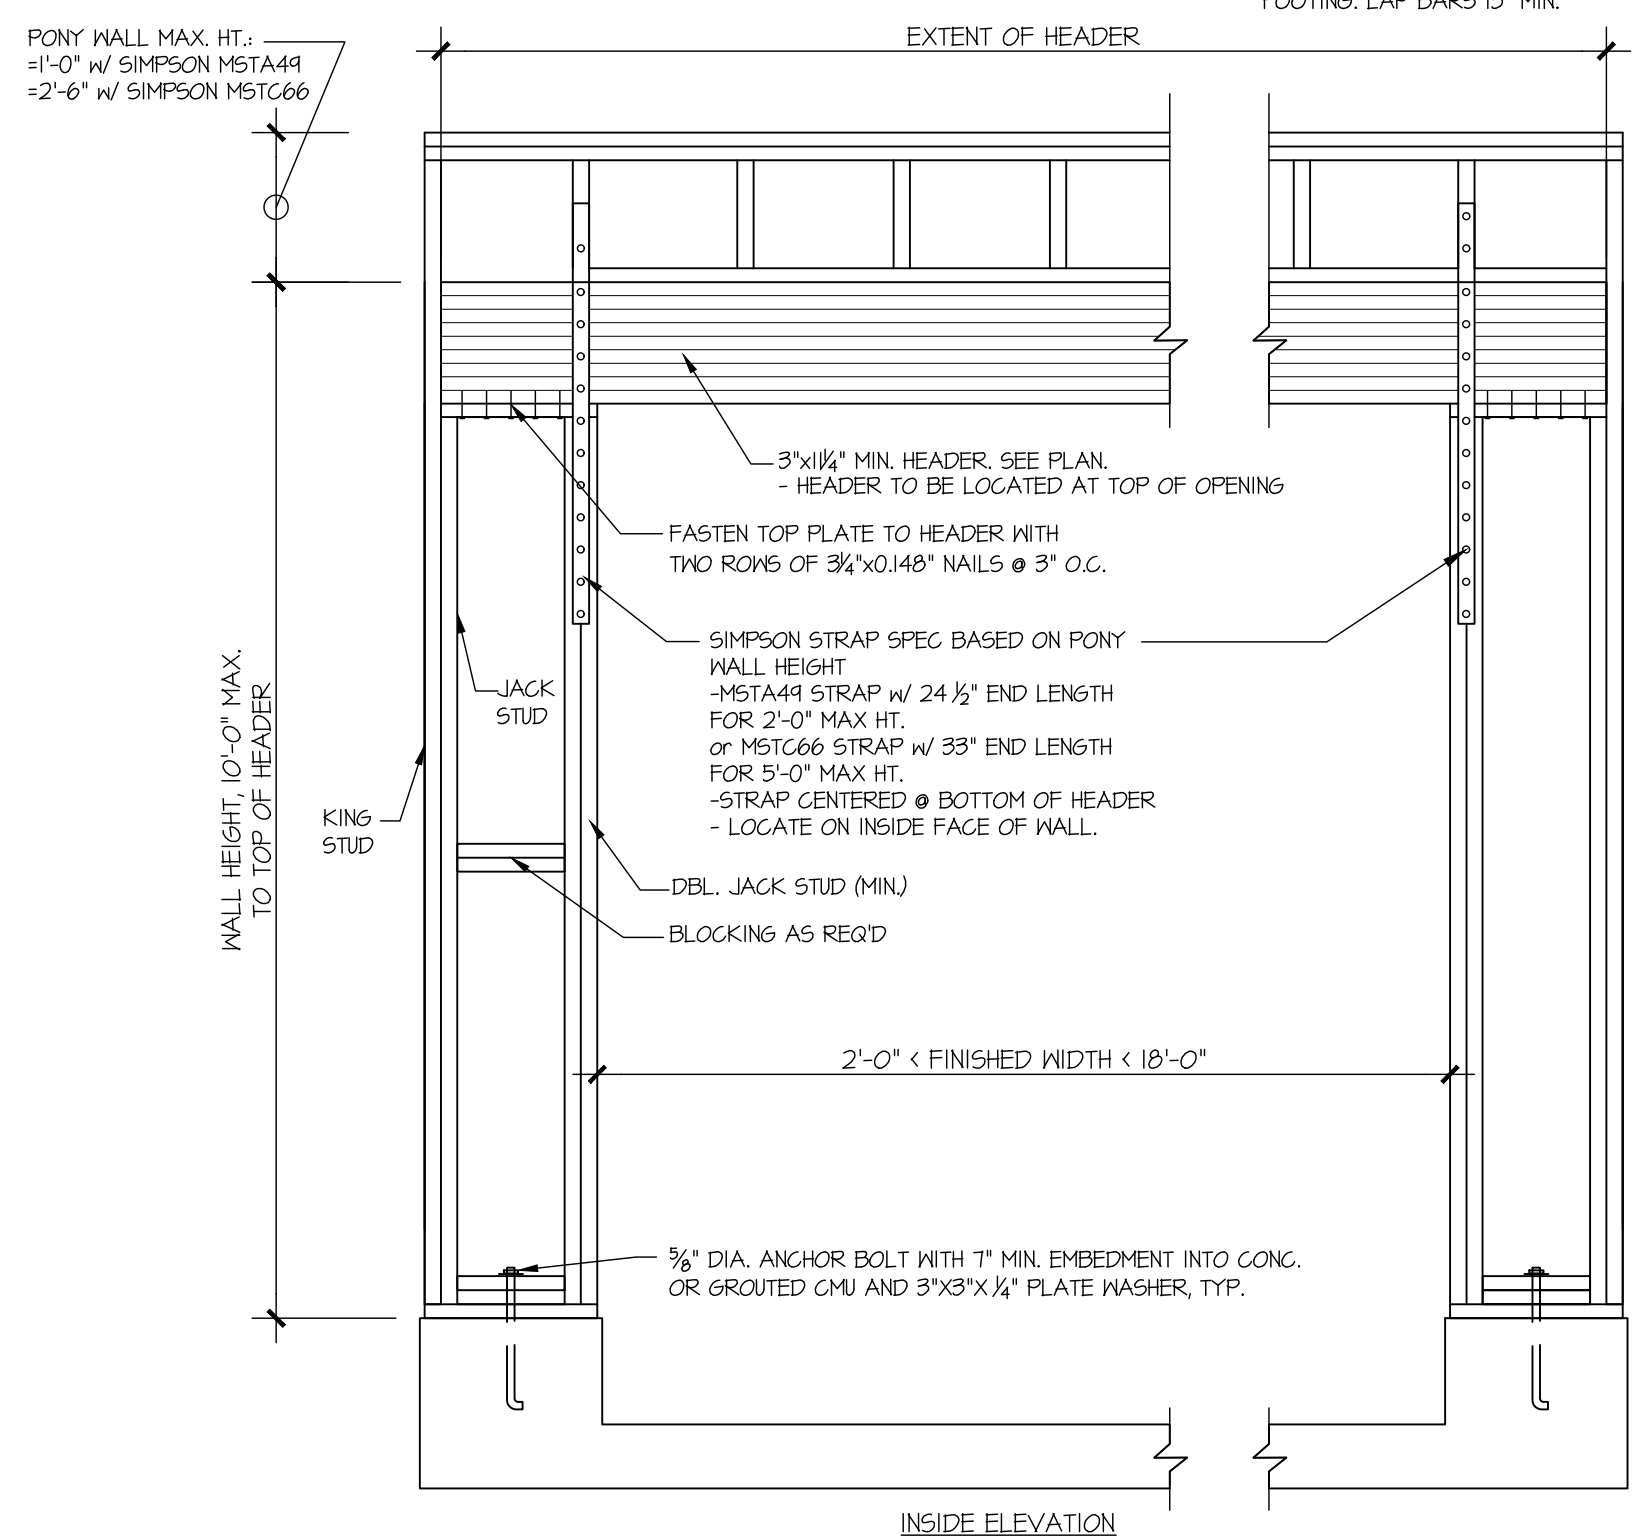 FOOTING. LAP BARS 15" MIN.
PONY WALL MAX. HT.:
=1'-0" w/ SIMPSON MSTA49
=2'-6" w/ SIMPSON MSTC66
EXTENT OF HEADER
3"x11¼" MIN. HEADER. SEE PLAN.
- HEADER TO BE LOCATED AT TOP OF OPENING
FASTEN TOP PLATE TO HEADER WITH
TWO ROWS OF 3¼"x0.148" NAILS @ 3" O.C.
SIMPSON STRAP SPEC BASED ON PONY
WALL HEIGHT
-MSTA49 STRAP w/ 24 ½" END LENGTH
FOR 2'-0" MAX HT.
or MSTC66 STRAP w/ 33" END LENGTH
FOR 5'-0" MAX HT.
-STRAP CENTERED @ BOTTOM OF HEADER
- LOCATE ON INSIDE FACE OF WALL.
JACK
STUD
WALL HEIGHT, 10'-0" MAX.
TO TOP OF HEADER
KING
STUD
DBL. JACK STUD (MIN.)
BLOCKING AS REQ'D
2'-0" < FINISHED WIDTH < 18'-0"
⅝" DIA. ANCHOR BOLT WITH 7" MIN. EMBEDMENT INTO CONC.
OR GROUTED CMU AND 3"X3"X ¼" PLATE WASHER, TYP.
INSIDE ELEVATION